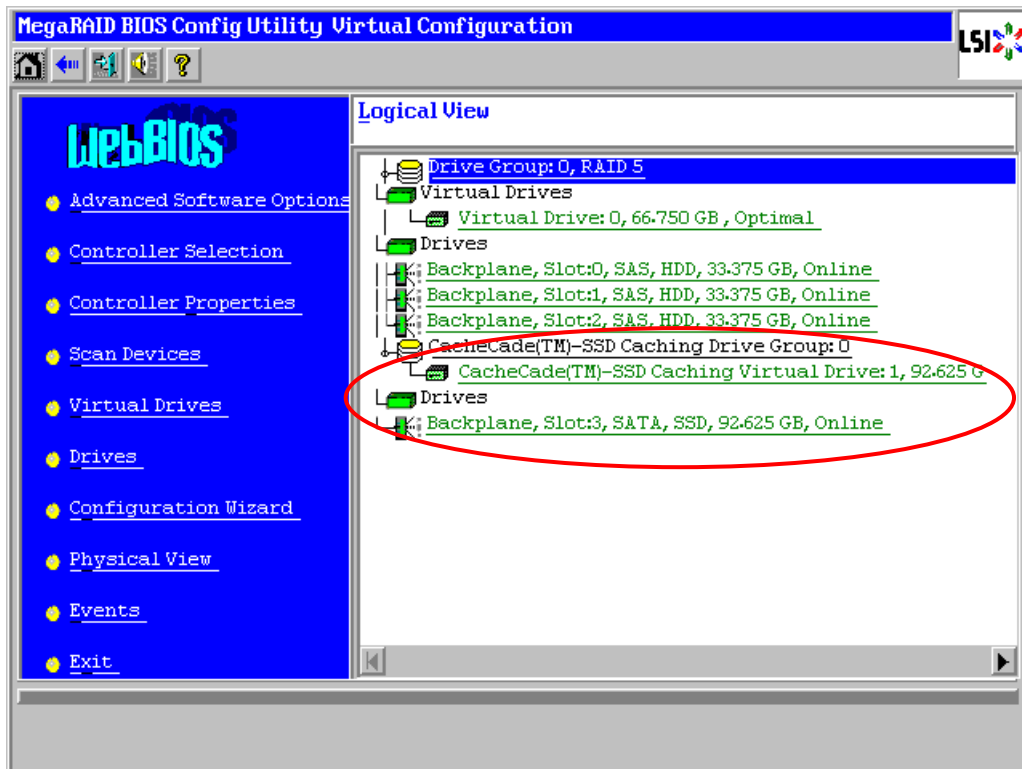 MegaRAID BIOS Config Utility Virtual Configuration
LSI
WebBIOS
Advanced Software Options
Controller Selection
Controller Properties
Scan Devices
Virtual Drives
Drives
Configuration Wizard
Physical View
Events
Exit
Logical View
Drive Group: 0, RAID 5
Virtual Drives
Virtual Drive: 0, 66.750 GB, Optimal
Drives
Backplane, Slot:0, SAS, HDD, 33.375 GB, Online
Backplane, Slot:1, SAS, HDD, 33.375 GB, Online
Backplane, Slot:2, SAS, HDD, 33.375 GB, Online
CacheCade(TM)-SSD Caching Drive Group: 0
CacheCade(TM)-SSD Caching Virtual Drive: 1, 92.625 G
Drives
Backplane, Slot:3, SATA, SSD, 92.625 GB, Online